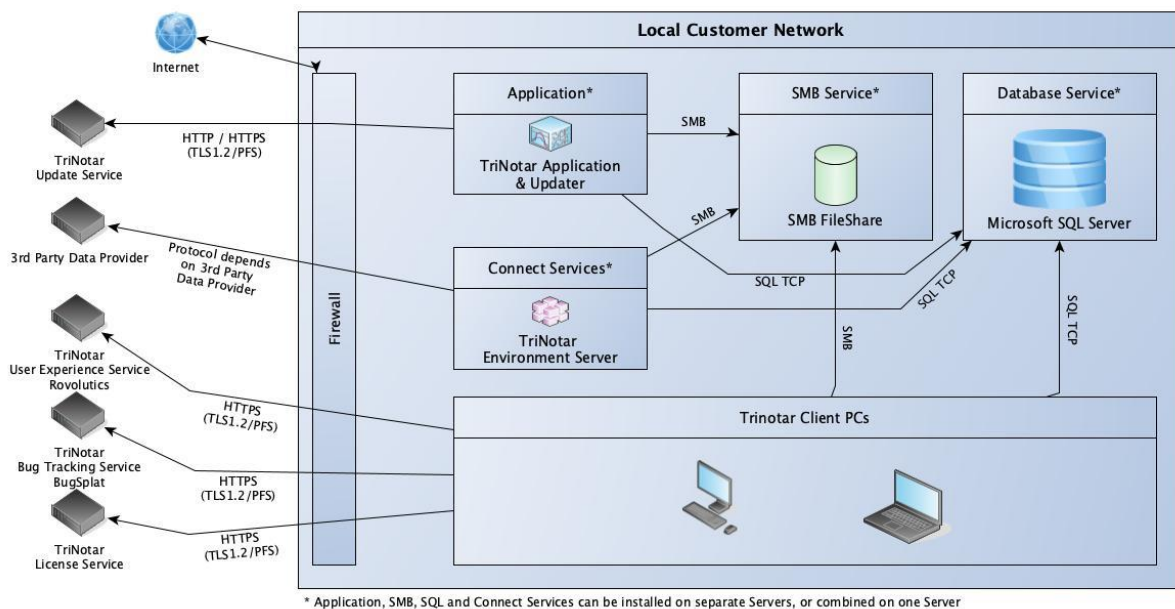 Local Customer Network
Internet
Firewall
Application*
TriNotar Application
& Updater
SMB Service*
SMB FileShare
Database Service*
Microsoft SQL Server
SMB
HTTP / HTTPS
(TLS1.2/PFS)
TriNotar
Update Service
SMB
3rd Party Data Provider
Protocol depends
on 3rd Party
Data Provider
Connect Services*
TriNotar
Environment Server
SQL TCP
SQL TCP
SQL TCP
SMB
TriNotar
User Experience Service
Rovolutics
HTTPS
(TLS1.2/PFS)
Trinotar Client PCs
TriNotar
Bug Tracking Service
BugSplat
HTTPS
(TLS1.2/PFS)
HTTPS
(TLS1.2/PFS)
TriNotar
License Service
* Application, SMB, SQL and Connect Services can be installed on separate Servers, or combined on one Server